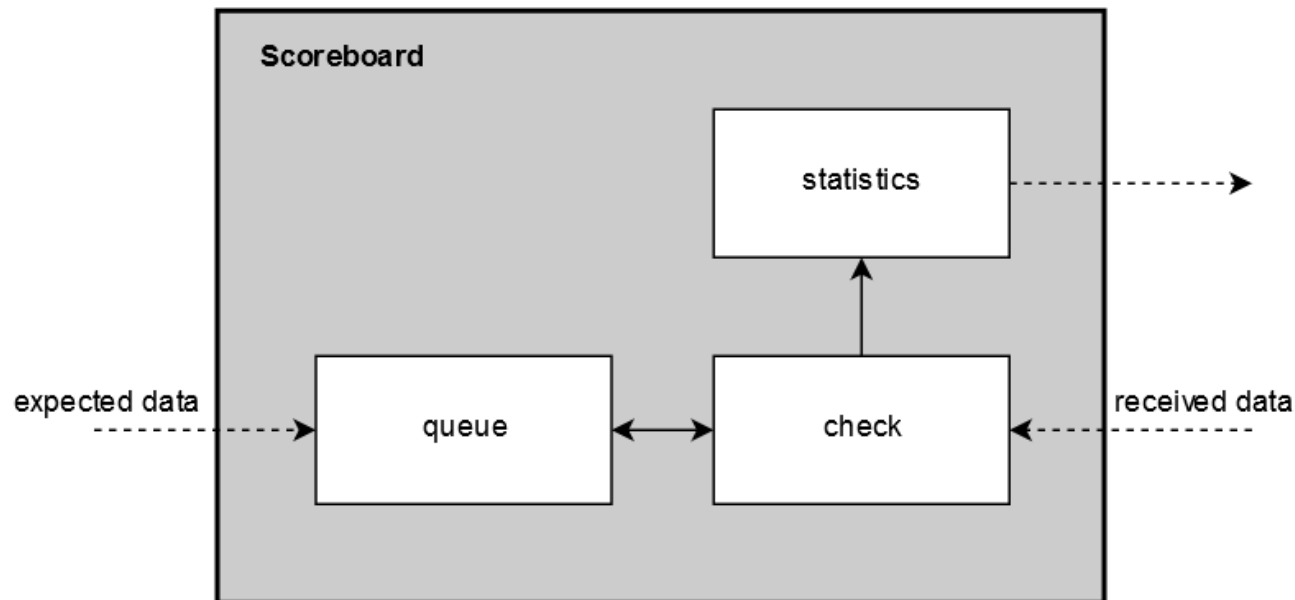 Scoreboard
statistics
expected data
queue
check
received data